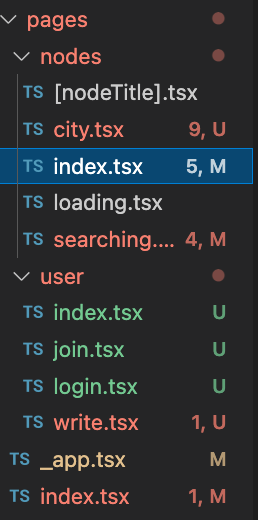 pages
nodes
TS [nodeTitle].tsx
TS city.tsx 9, U
TS index.tsx 5, M
TS loading.tsx
TS searching.... 4, M
user
TS index.tsx U
TS join.tsx U
TS login.tsx U
TS write.tsx 1, U
TS _app.tsx M
TS index.tsx 1, M